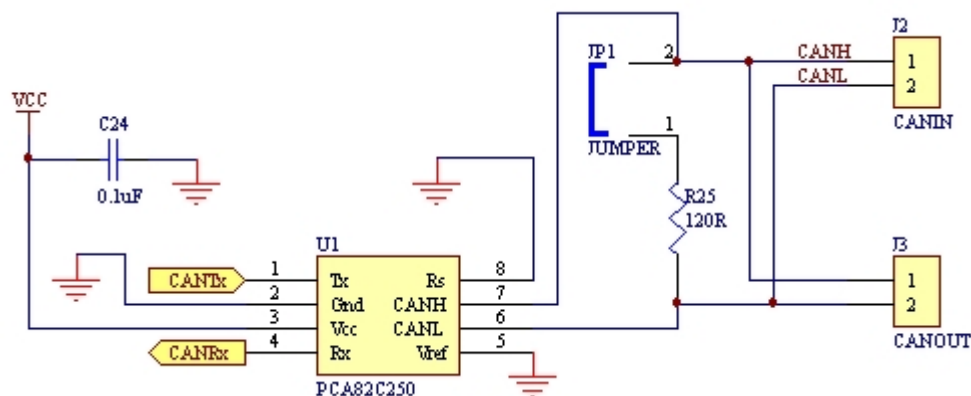 J2
CANH
1
CANL
2
CANIN
JP1
2
1
JUMPER
VCC
C24
0.1uF
R25
120R
U1
CANTx
1
Tx
Rs
8
2
Gnd
CANH
7
3
Vcc
CANL
6
CANRx
4
Rx
Vref
5
PCA82C250
J3
1
2
CANOUT